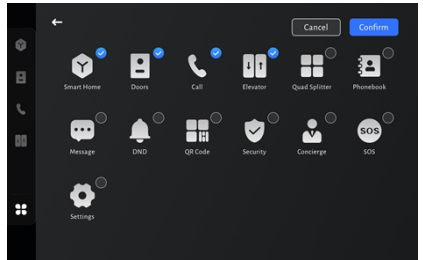 Cancel Confirm
Smart Home Doors Call Elevator Quad Splitter Phonebook
Message DND QR Code Security Concierge SOS SOS
Settings